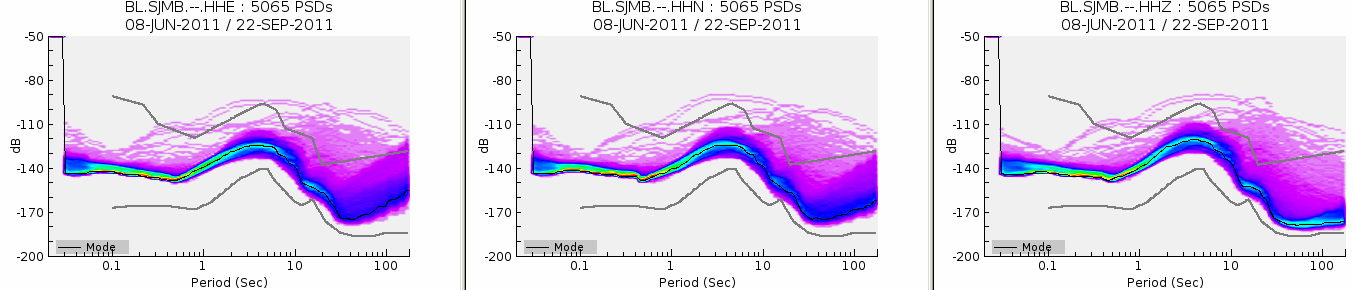 BL.SJMB.--.HHE : 5065 PSDs
08-JUN-2011 / 22-SEP-2011
-50
-80
-110
dB
-140
-170
-200
Mode
0.1
1
10
100
Period (Sec)
BL.SJMB.--.HHN : 5065 PSDs
08-JUN-2011 / 22-SEP-2011
-50
-80
-110
dB
-140
-170
-200
Mode
0.1
1
10
100
Period (Sec)
BL.SJMB.--.HHZ : 5065 PSDs
08-JUN-2011 / 22-SEP-2011
-50
-80
-110
dB
-140
-170
-200
Mode
0.1
1
10
100
Period (Sec)